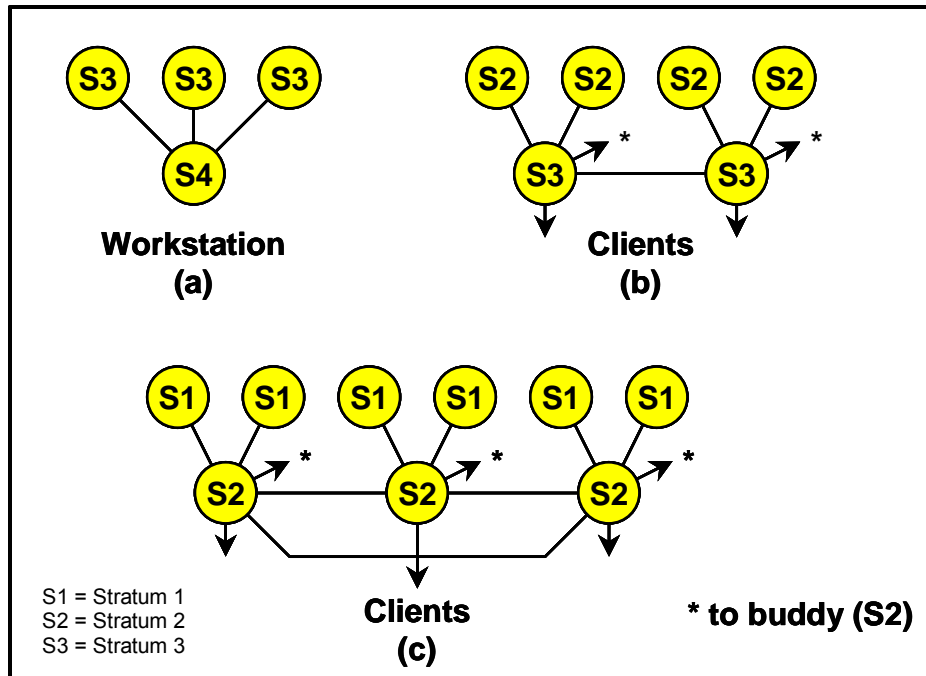 S3 S3 S3
S4
Workstation
(a)
S2 S2 S2 S2
* *
S3 S3
Clients
(b)
S1 S1 S1 S1 S1 S1
* * *
S2 S2 S2
Clients
(c)
S1 = Stratum 1
S2 = Stratum 2
S3 = Stratum 3
* to buddy (S2)